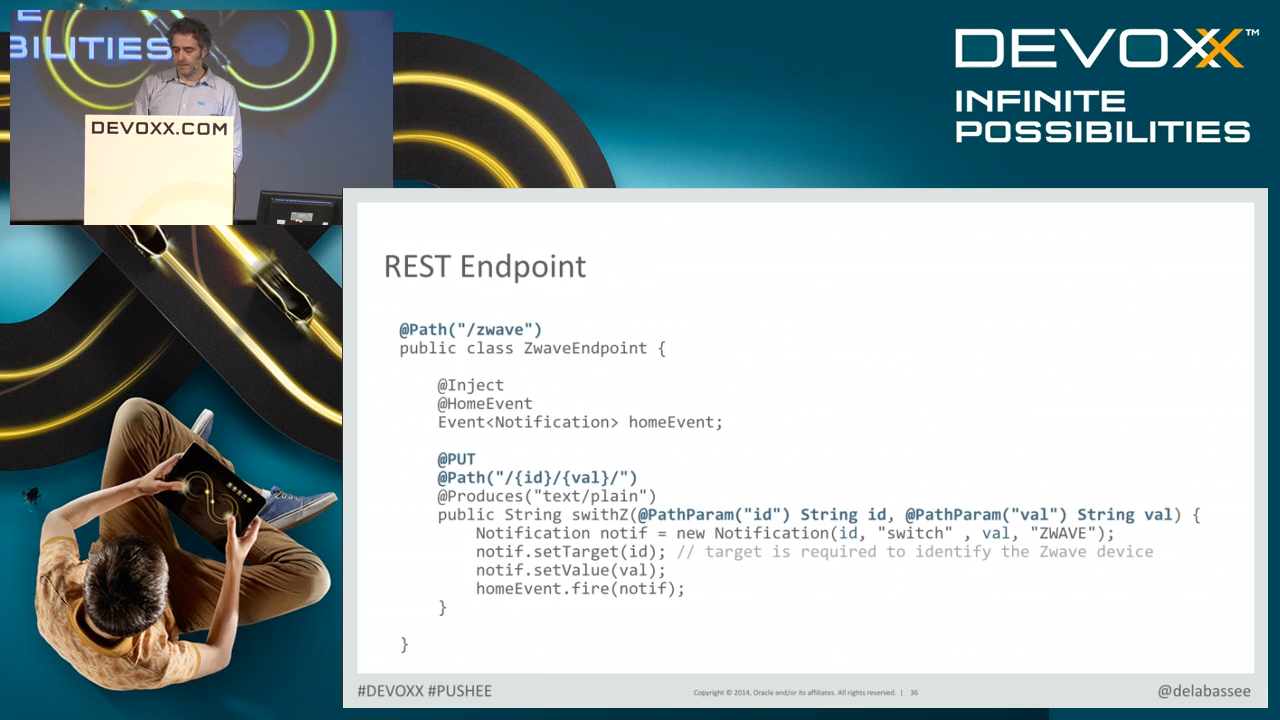 E
BILITIES
DEVOXX.COM
DEVOXX™
INFINITE
POSSIBILITIES
REST Endpoint
@Path("/zwave")
public class ZwaveEndpoint {
@Inject
@HomeEvent
Event<Notification> homeEvent;
@PUT
@Path("/{id}/{val}/")
@Produces("text/plain")
public String swithZ(@PathParam("id") String id, @PathParam("val") String val) {
Notification notif = new Notification(id, "switch" , val, "ZWAVE");
notif.setTarget(id); // target is required to identify the Zwave device
notif.setValue(val);
homeEvent.fire(notif);
}
}
#DEVOXX #PUSHEE
Copyright © 2014, Oracle and/or its affiliates. All rights reserved. | 36
@delabassee